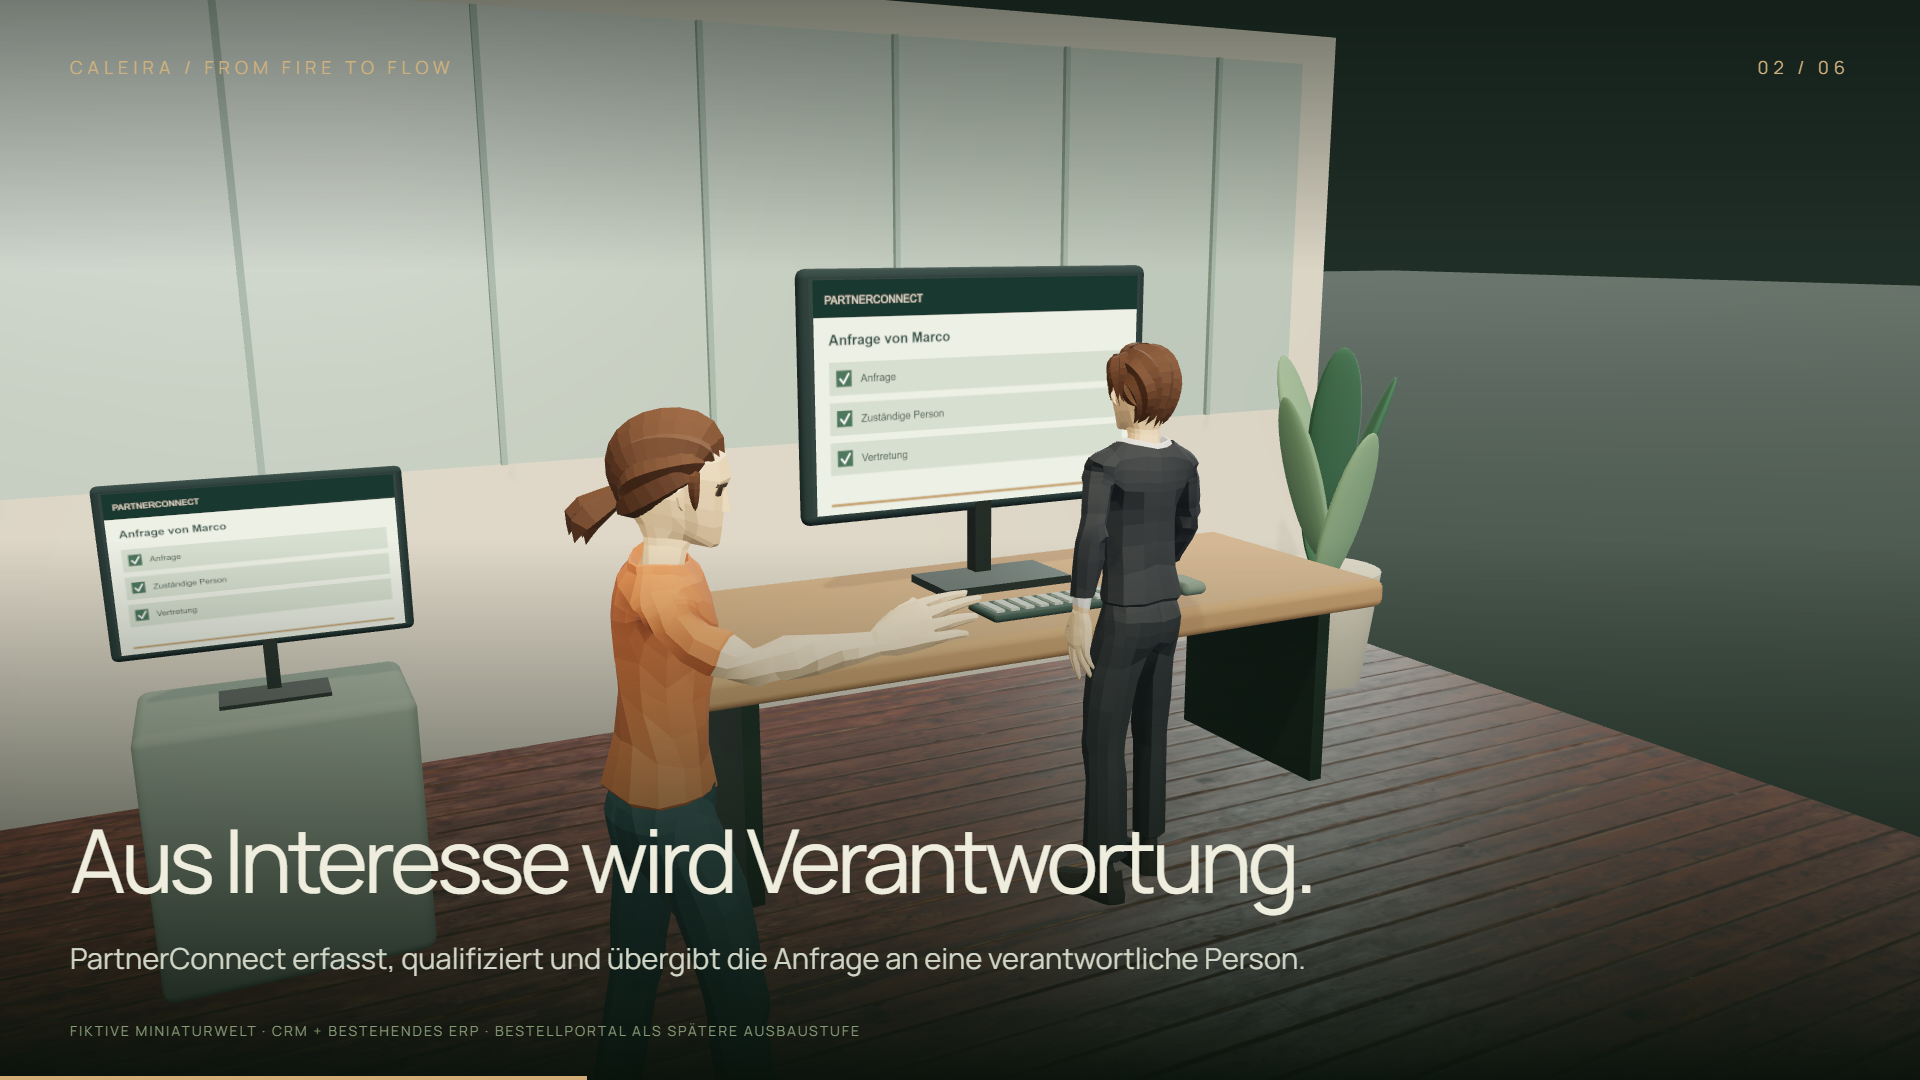 CALEIRA / FROM FIRE TO FLOW
02 / 06
PARTNERCONNECT
Anfrage von Marco
Anfrage
Zuständige Person
Vertretung
PARTNERCONNECT
Anfrage von Marco
Anfrage
Zuständige Person
Vertretung
Aus Interesse wird Verantwortung.
PartnerConnect erfasst, qualifiziert und übergibt die Anfrage an eine verantwortliche Person.
FIKTIVE MINIATURWELT · CRM + BESTEHENDES ERP · BESTELLPORTAL ALS SPÄTERE AUSBAUSTUFE